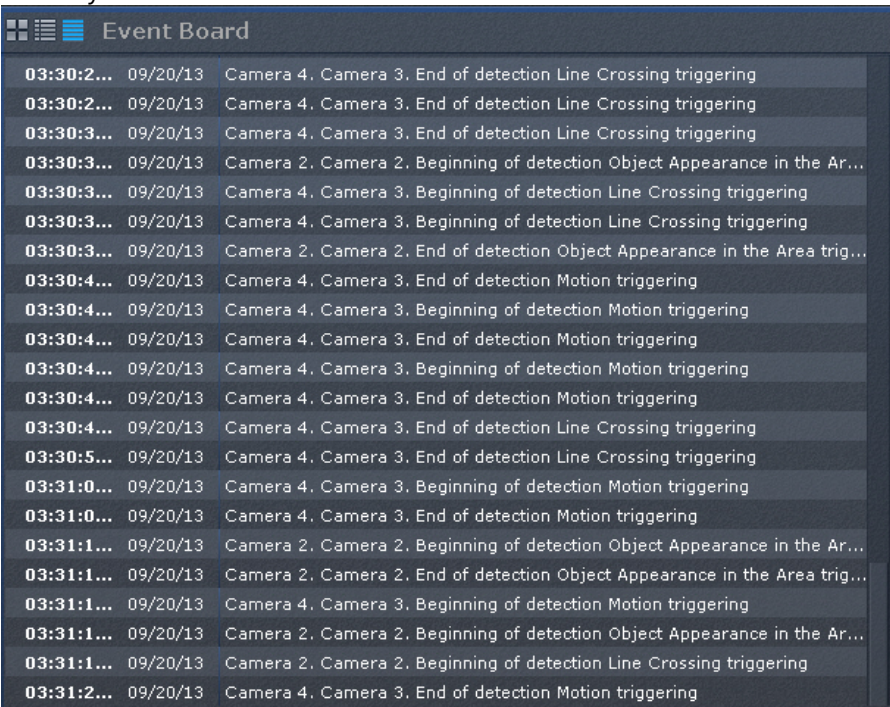 Event Board
03:30:2... 09/20/13 Camera 4. Camera 3. End of detection Line Crossing triggering
03:30:2... 09/20/13 Camera 4. Camera 3. End of detection Line Crossing triggering
03:30:3... 09/20/13 Camera 4. Camera 3. End of detection Line Crossing triggering
03:30:3... 09/20/13 Camera 2. Camera 2. Beginning of detection Object Appearance in the Ar...
03:30:3... 09/20/13 Camera 4. Camera 3. Beginning of detection Line Crossing triggering
03:30:3... 09/20/13 Camera 4. Camera 3. Beginning of detection Line Crossing triggering
03:30:3... 09/20/13 Camera 2. Camera 2. End of detection Object Appearance in the Area trig...
03:30:4... 09/20/13 Camera 4. Camera 3. End of detection Motion triggering
03:30:4... 09/20/13 Camera 4. Camera 3. Beginning of detection Motion triggering
03:30:4... 09/20/13 Camera 4. Camera 3. End of detection Motion triggering
03:30:4... 09/20/13 Camera 4. Camera 3. Beginning of detection Motion triggering
03:30:4... 09/20/13 Camera 4. Camera 3. End of detection Motion triggering
03:30:4... 09/20/13 Camera 4. Camera 3. End of detection Line Crossing triggering
03:30:5... 09/20/13 Camera 4. Camera 3. End of detection Line Crossing triggering
03:31:0... 09/20/13 Camera 4. Camera 3. Beginning of detection Motion triggering
03:31:0... 09/20/13 Camera 4. Camera 3. End of detection Motion triggering
03:31:1... 09/20/13 Camera 2. Camera 2. Beginning of detection Object Appearance in the Ar...
03:31:1... 09/20/13 Camera 2. Camera 2. End of detection Object Appearance in the Area trig...
03:31:1... 09/20/13 Camera 4. Camera 3. Beginning of detection Motion triggering
03:31:1... 09/20/13 Camera 2. Camera 2. Beginning of detection Object Appearance in the Ar...
03:31:1... 09/20/13 Camera 2. Camera 2. Beginning of detection Line Crossing triggering
03:31:2... 09/20/13 Camera 4. Camera 3. End of detection Motion triggering